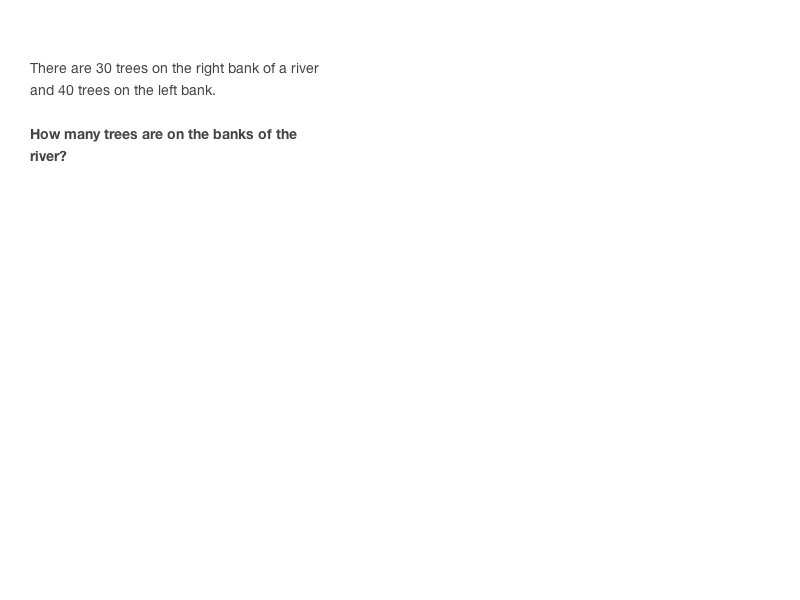 There are 30 trees on the right bank of a river
and 40 trees on the left bank.
How many trees are on the banks of the
river?